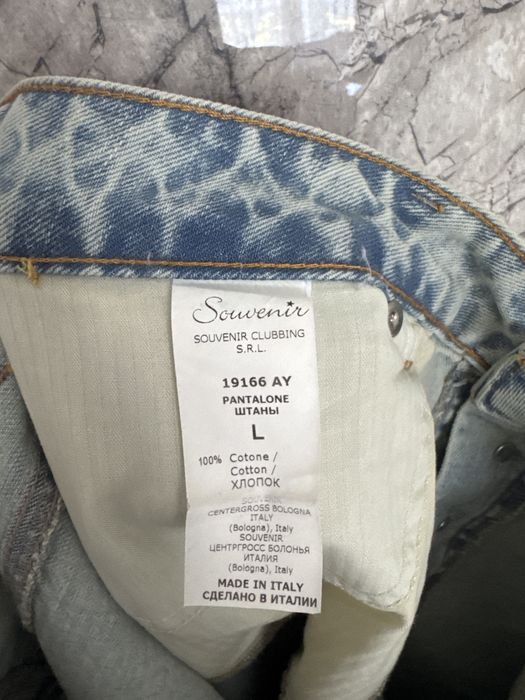 Souvenir
SOUVENIR CLUBBING
S.R.L.
19166 AY
PANTALONE
ШТАНЫ
L
100% Cotone /
Cotton /
ХЛОПОК
SOUVENIR
CENTERGROSS BOLOGNA
ITALY
(Bologna), Italy
SOUVENIR
ЦЕНТРГРОСС БОЛОНЬЯ
ИТАЛИЯ
(Bologna), Italy
MADE IN ITALY
СДЕЛАНО В ИТАЛИИ